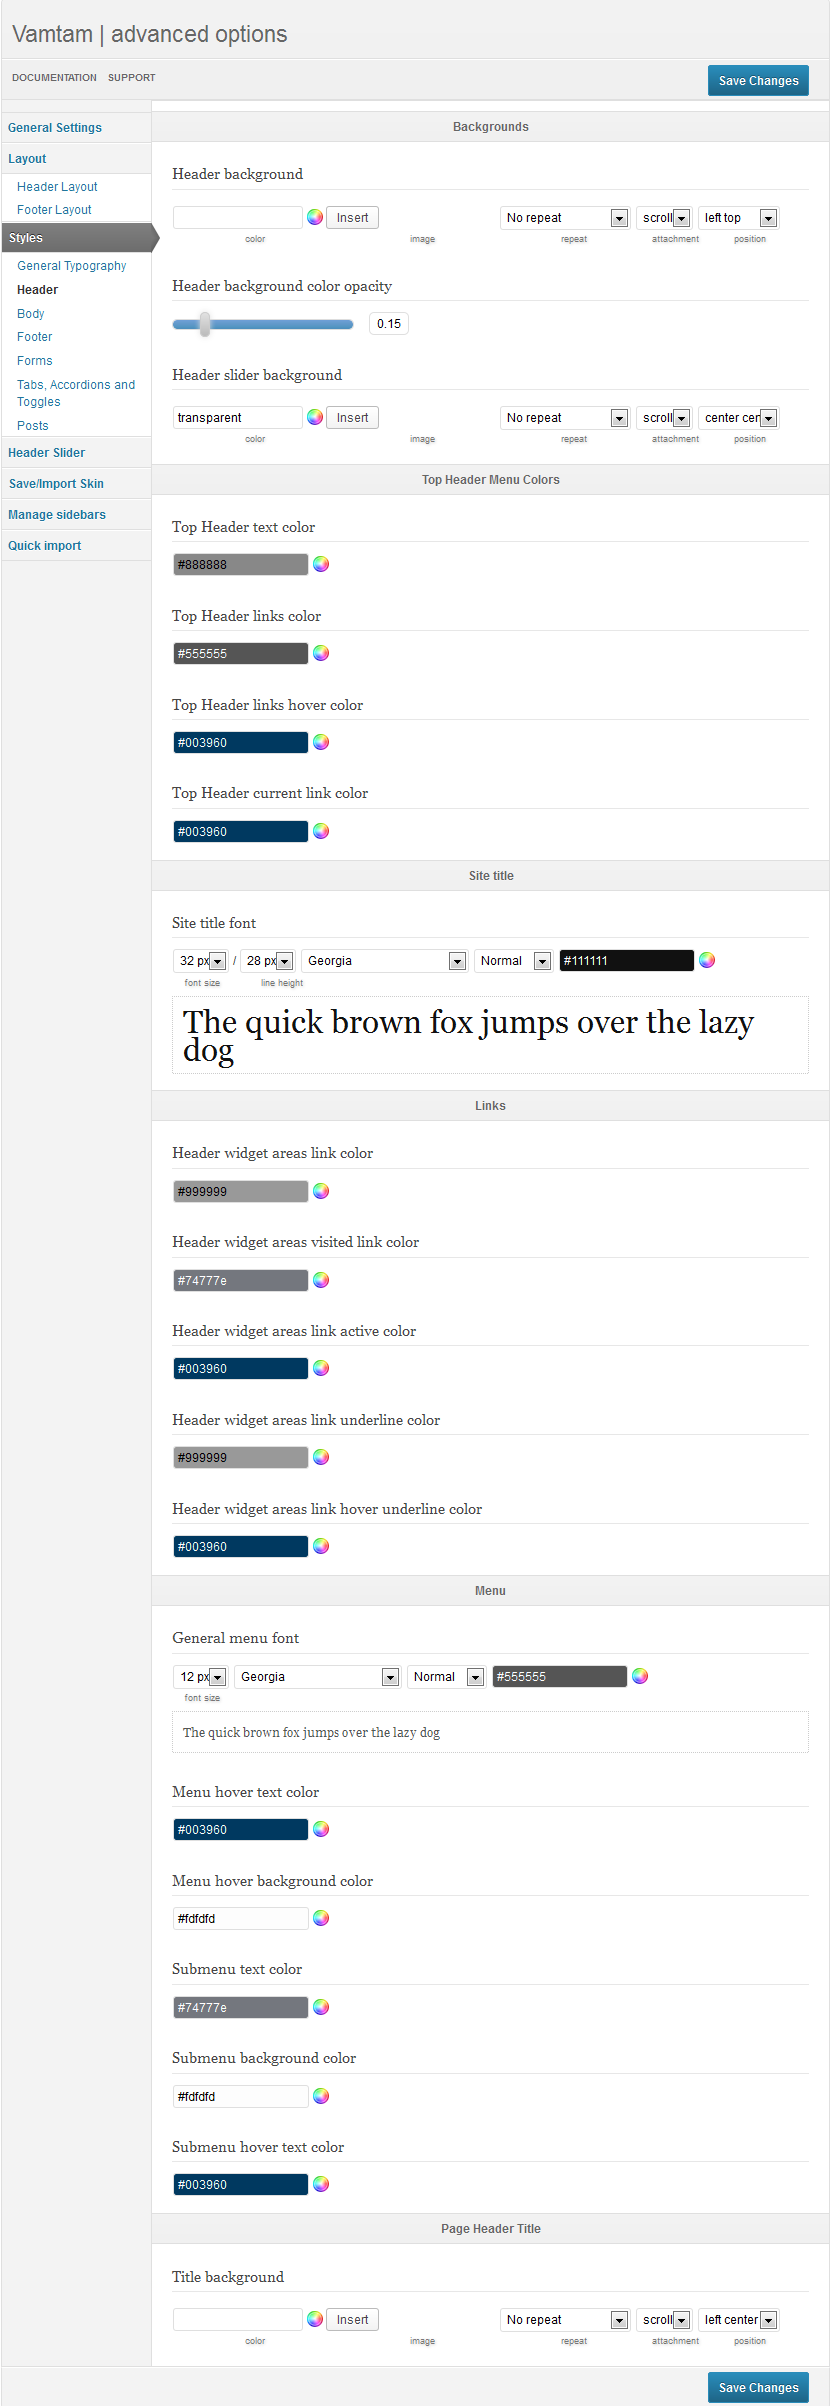 Vamtam | advanced options
DOCUMENTATION SUPPORT
Save Changes
General Settings
Layout
Header Layout
Footer Layout
Styles
General Typography
Header
Body
Footer
Forms
Tabs, Accordions and
Toggles
Posts
Header Slider
Save/Import Skin
Manage sidebars
Quick import
Backgrounds
Header background
Insert No repeat scroll left top
color image repeat attachment position
Header background color opacity
0.15
Header slider background
transparent Insert No repeat scroll center cen
color image repeat attachment position
Top Header Menu Colors
Top Header text color
#888888
Top Header links color
#555555
Top Header links hover color
#003960
Top Header current link color
#003960
Site title
Site title font
32 px / 28 px Georgia Normal #111111
font size line height
The quick brown fox jumps over the lazy
dog
Links
Header widget areas link color
#999999
Header widget areas visited link color
#74777e
Header widget areas link active color
#003960
Header widget areas link underline color
#999999
Header widget areas link hover underline color
#003960
Menu
General menu font
12 px Georgia Normal #555555
font size
The quick brown fox jumps over the lazy dog
Menu hover text color
#003960
Menu hover background color
#fdfdfd
Submenu text color
#74777e
Submenu background color
#fdfdfd
Submenu hover text color
#003960
Page Header Title
Title background
Insert No repeat scroll left center
color image repeat attachment position
Save Changes